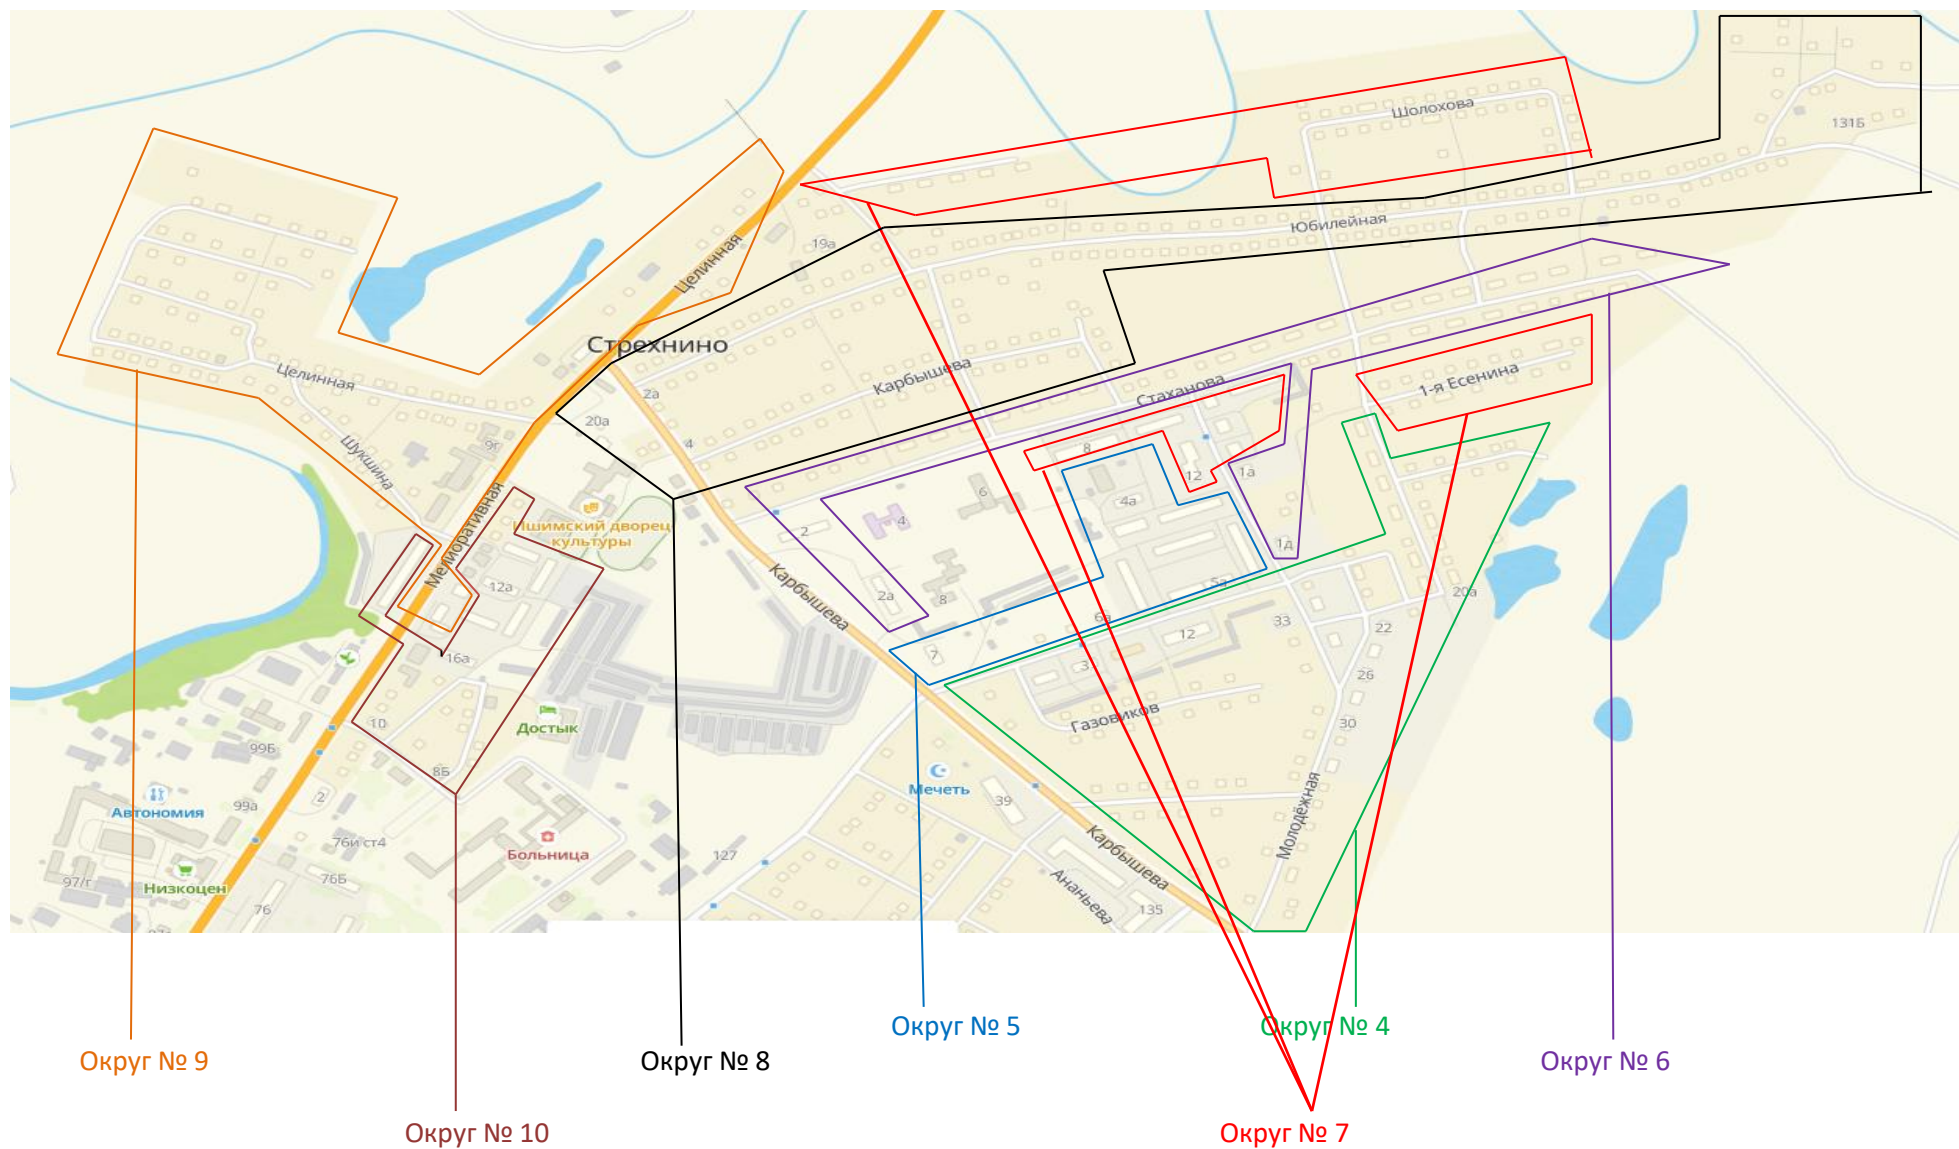 Шолохова
131Б
Юбилейная
19а
Целинная
Стрехнино
Целинная
2а
Карбышева
Стаханова
1-я Есенина
20а
4
9г
Шукшина
8
12
1а
6
4а
4
2
Мелиоративная
Ишимский дворец
культуры
1д
12а
Карбышева
2а
8
5а
20а
6а
12
33
22
7
3
26
16а
Газовиков
10
Достык
30
99Б
8Б
Мечеть
39
Автономия
99а
2
Молодёжная
76и ст4
Больница
127
Карбышева
97/г
Низкоцен
76Б
Ананьева
76
135
Округ № 5
Округ № 4
Округ № 9
Округ № 8
Округ № 6
Округ № 10
Округ № 7